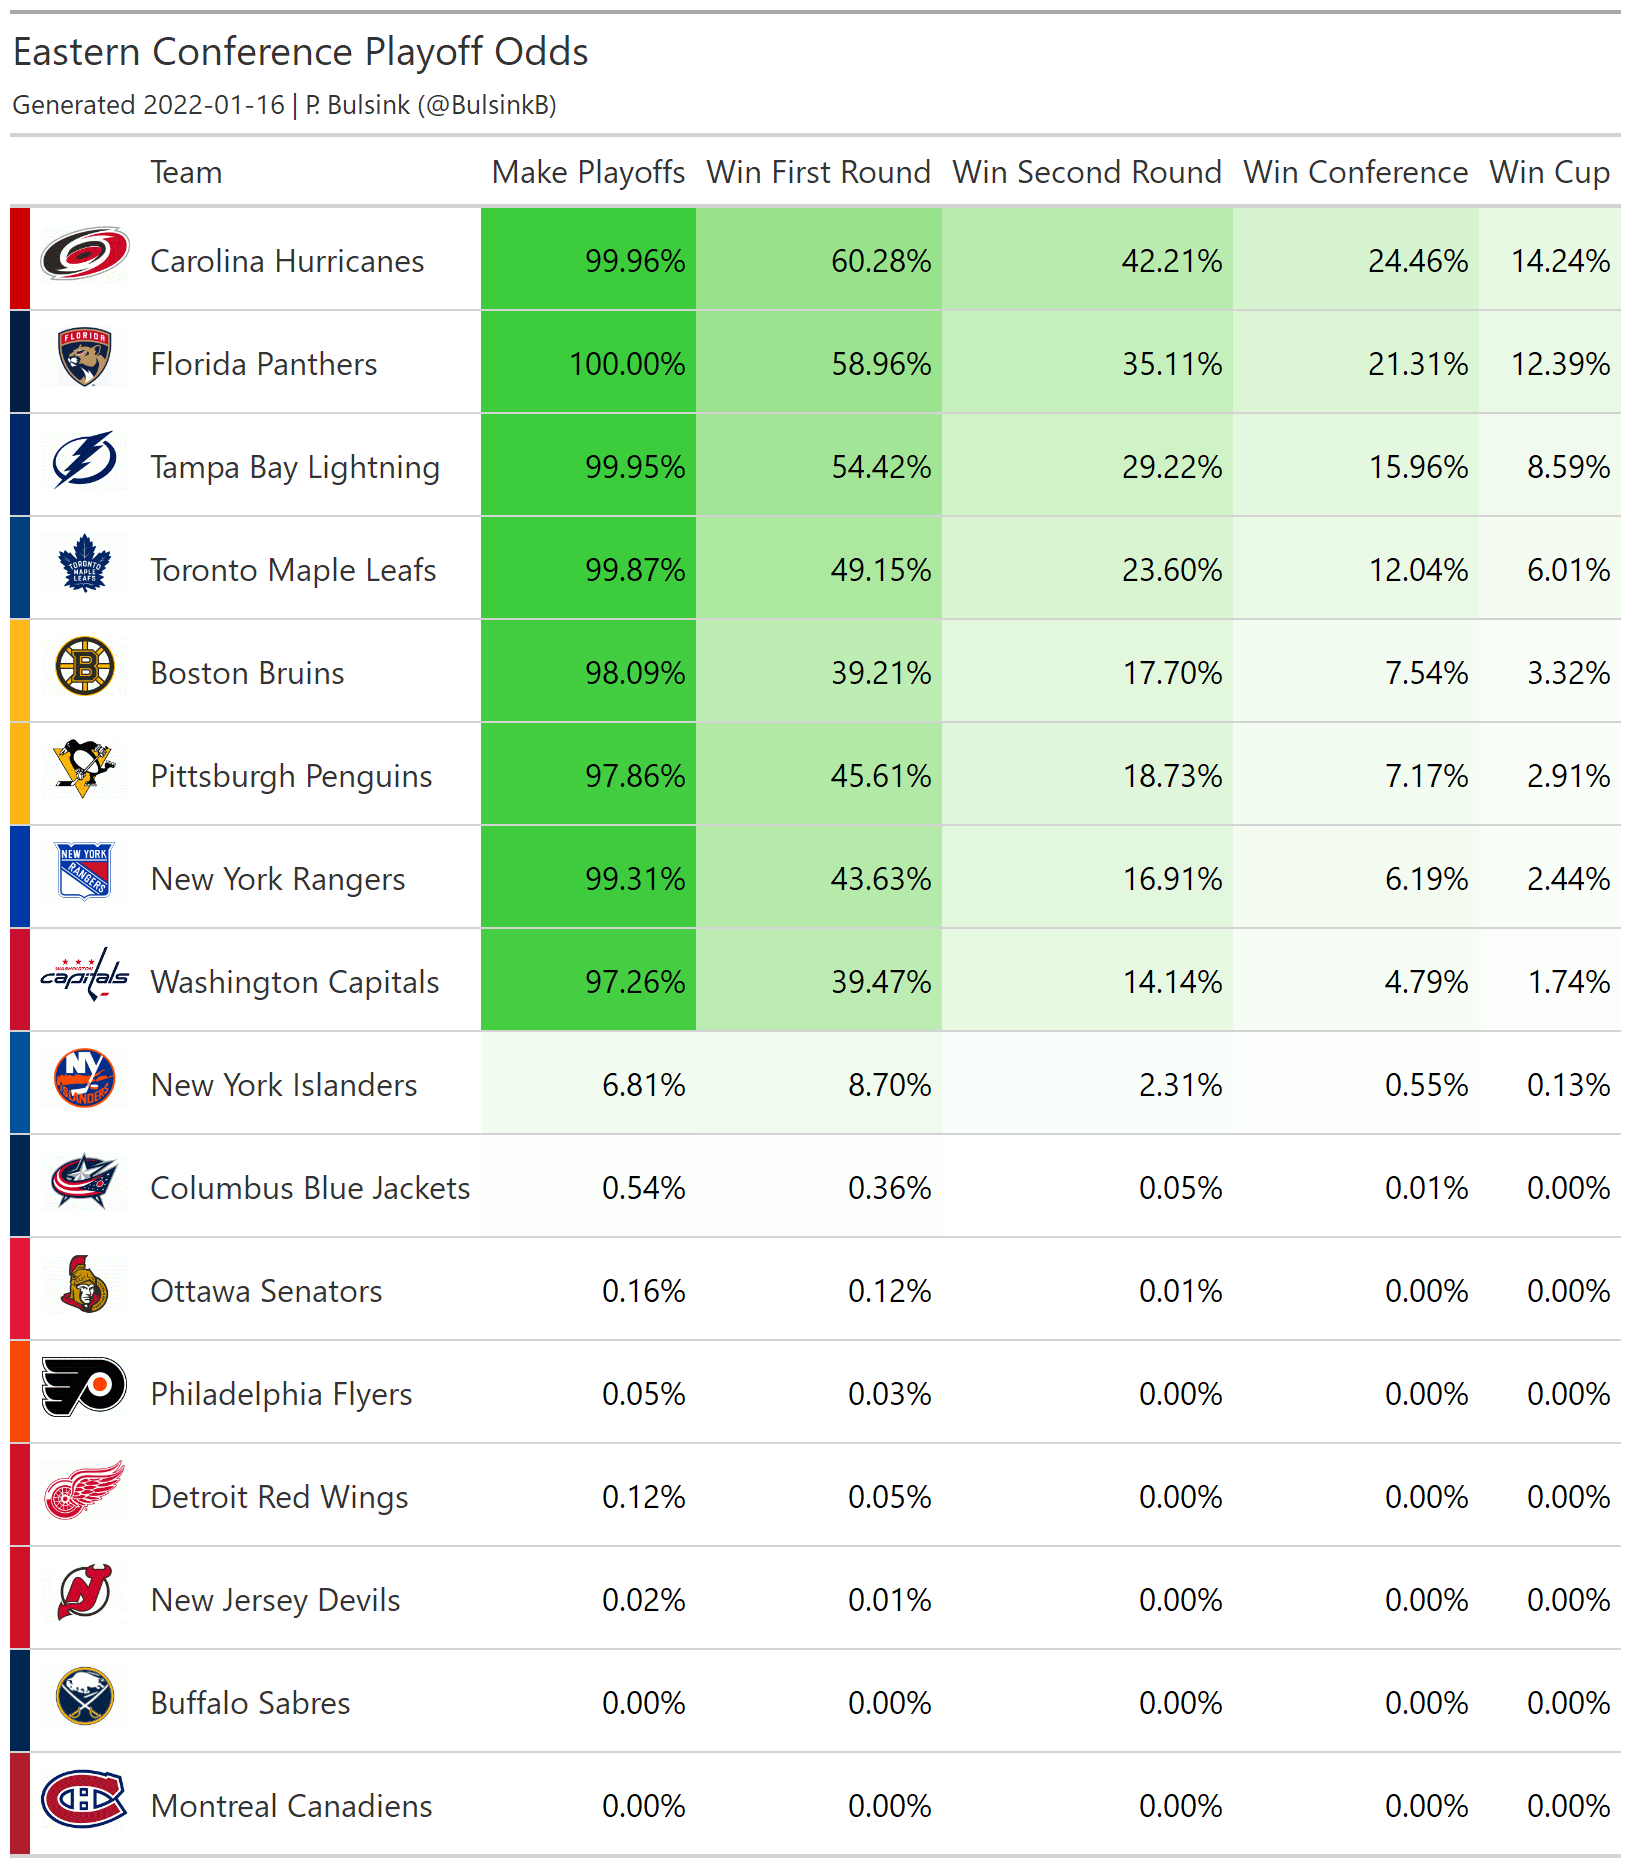 Eastern Conference Playoff Odds
Generated 2022-01-16 | P. Bulsink (@BulsinkB)
Team Make Playoffs Win First Round Win Second Round Win Conference Win Cup
Carolina Hurricanes 99.96% 60.28% 42.21% 24.46% 14.24%
FLORIDA
Florida Panthers 100.00% 58.96% 35.11% 21.31% 12.39%
Tampa Bay Lightning 99.95% 54.42% 29.22% 15.96% 8.59%
TORONTO
MAPLE
LEAFS
Toronto Maple Leafs 99.87% 49.15% 23.60% 12.04% 6.01%
B
Boston Bruins 98.09% 39.21% 17.70% 7.54% 3.32%
Pittsburgh Penguins 97.86% 45.61% 18.73% 7.17% 2.91%
NEW YORK
RANGERS
New York Rangers 99.31% 43.63% 16.91% 6.19% 2.44%
WASHINGTON
capitals
Washington Capitals 97.26% 39.47% 14.14% 4.79% 1.74%
NY
ISLANDERS
New York Islanders 6.81% 8.70% 2.31% 0.55% 0.13%
Columbus Blue Jackets 0.54% 0.36% 0.05% 0.01% 0.00%
Ottawa Senators 0.16% 0.12% 0.01% 0.00% 0.00%
Philadelphia Flyers 0.05% 0.03% 0.00% 0.00% 0.00%
Detroit Red Wings 0.12% 0.05% 0.00% 0.00% 0.00%
New Jersey Devils 0.02% 0.01% 0.00% 0.00% 0.00%
Buffalo Sabres 0.00% 0.00% 0.00% 0.00% 0.00%
Montreal Canadiens 0.00% 0.00% 0.00% 0.00% 0.00%